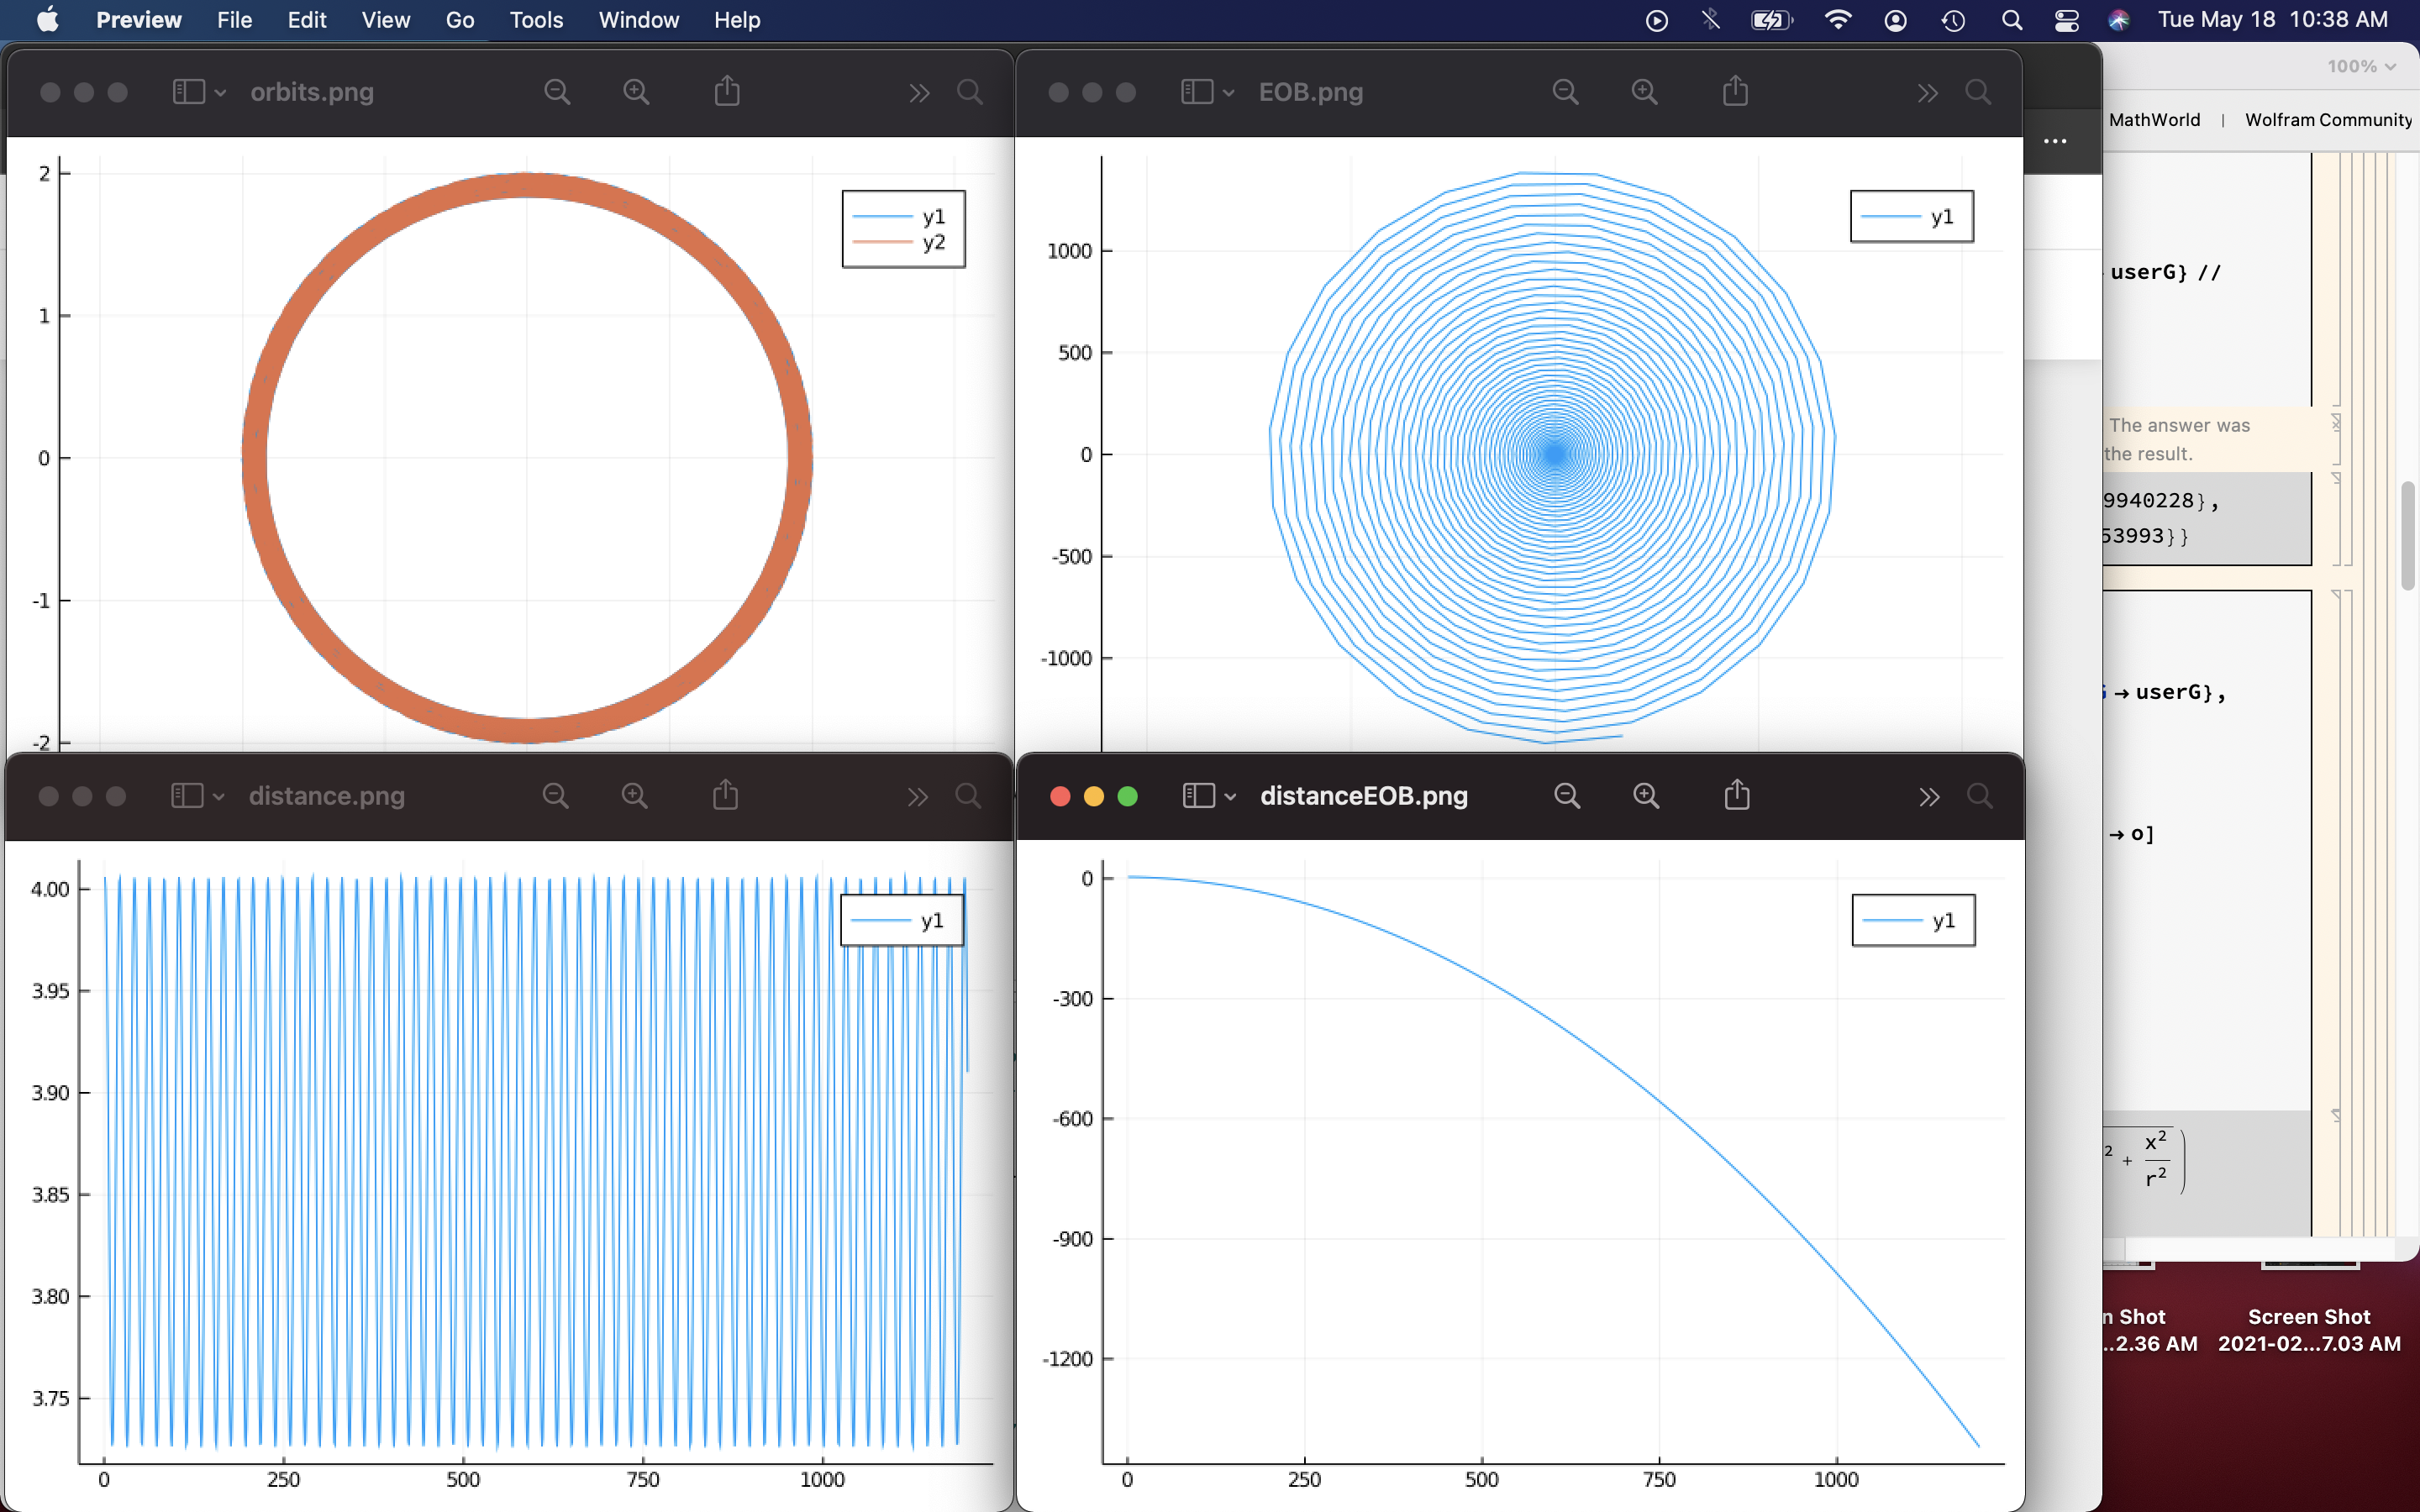 Preview File Edit View Go Tools Window Help Tue May 18 10:38 AM
orbits.png
2
1
0
-1
-2
y1
y2
EOB.png
1000
500
0
-500
-1000
y1
distance.png
4.00
3.95
3.90
3.85
3.80
3.75
0 250 500 750 1000
y1
distanceEOB.png
0
-300
-600
-900
-1200
0 250 500 750 1000
y1
100%
MathWorld | Wolfram Community
userG} //
The answer was
the result.
9940228},
53993}}
→ userG},
→ o]
2 + x2
r2
n Shot
...2.36 AM
Screen Shot
2021-02...7.03 AM